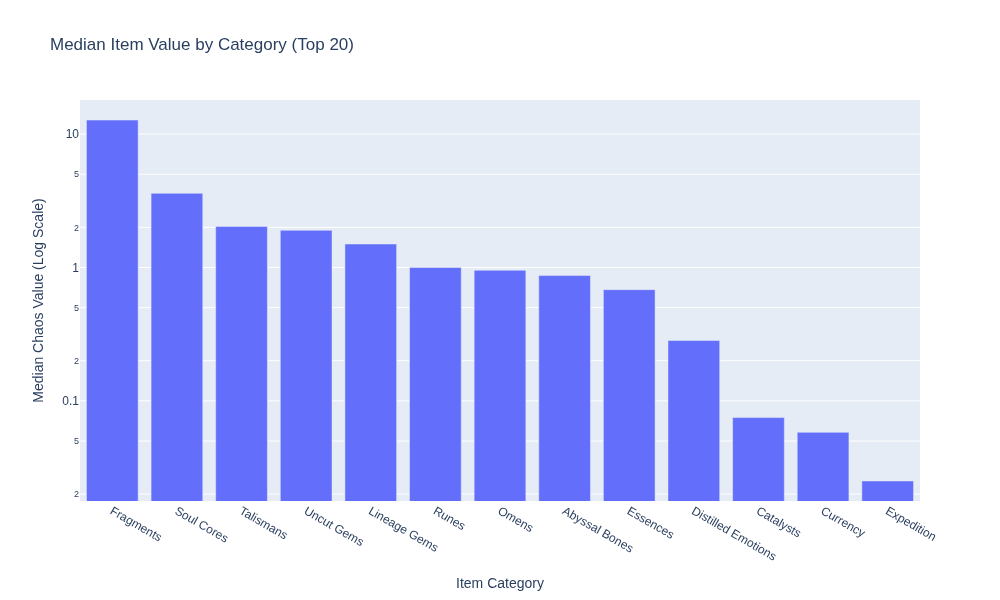 Median Item Value by Category (Top 20)
Median Chaos Value (Log Scale)
10
5
2
1
5
2
0.1
5
2
Fragments
Soul Cores
Talismans
Uncut Gems
Lineage Gems
Runes
Omens
Abyssal Bones
Essences
Distilled Emotions
Catalysts
Currency
Expedition
Item Category